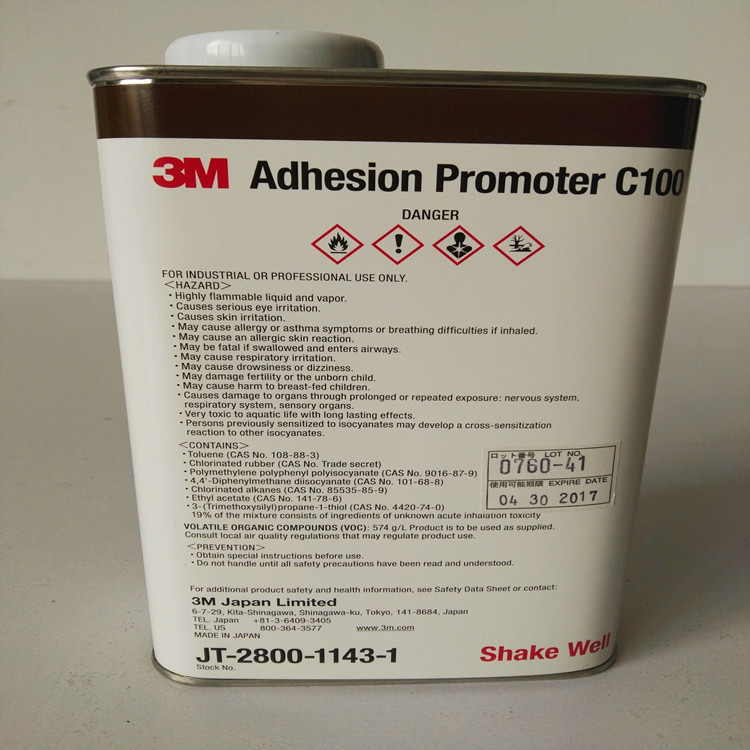 3M Adhesion Promoter C100
DANGER
FOR INDUSTRIAL OR PROFESSIONAL USE ONLY.
<HAZARD>
・Highly flammable liquid and vapor.
・Causes serious eye irritation.
・Causes skin irritation.
・May cause allergy or asthma symptoms or breathing difficulties if inhaled.
・May cause an allergic skin reaction.
・May be fatal if swallowed and enters airways.
・May cause respiratory irritation.
・May cause drowsiness or dizziness.
・May damage fertility or the unborn child.
・May cause harm to breast-fed children.
・Causes damage to organs through prolonged or repeated exposure: nervous system,
respiratory system, sensory organs.
・Very toxic to aquatic life with long lasting effects.
・Persons previously sensitized to isocyanates may develop a cross-sensitization
reaction to other isocyanates.
<CONTAINS>
・Toluene (CAS No. 108-88-3)
・Chlorinated rubber (CAS No. Trade secret)
・Polymethylene polyphenyl polyisocyanate (CAS No. 9016-87-9)
・4,4'-Diphenylmethane diisocyanate (CAS No. 101-68-8)
・Chlorinated alkanes (CAS No. 85535-85-9)
・Ethyl acetate (CAS No. 141-78-6)
・3-(Trimethoxysilyl)propane-1-thiol (CAS No. 4420-74-0)
19% of the mixture consists of ingredients of unknown acute inhalation toxicity
ロット番号 LOT NO.
0760-41
使用可能期限 EXPIRE DATE
04 30 2017
VOLATILE ORGANIC COMPOUNDS (VOC): 574 g/L Product is to be used as supplied.
Consult local air quality regulations that may regulate product use.
<PREVENTION>
・Obtain special instructions before use.
・Do not handle until all safety precautions have been read and understood.
For additional product safety and health information, see Safety Data Sheet or contact:
3M Japan Limited
6-7-29, Kita-Shinagawa, Shinagawa-ku, Tokyo, 141-8684, Japan
TEL. Japan +81-3-6409-3405
TEL. US 800-364-3577 www.3m.com
MADE IN JAPAN
JT-2800-1143-1
Stock No.
Shake Well